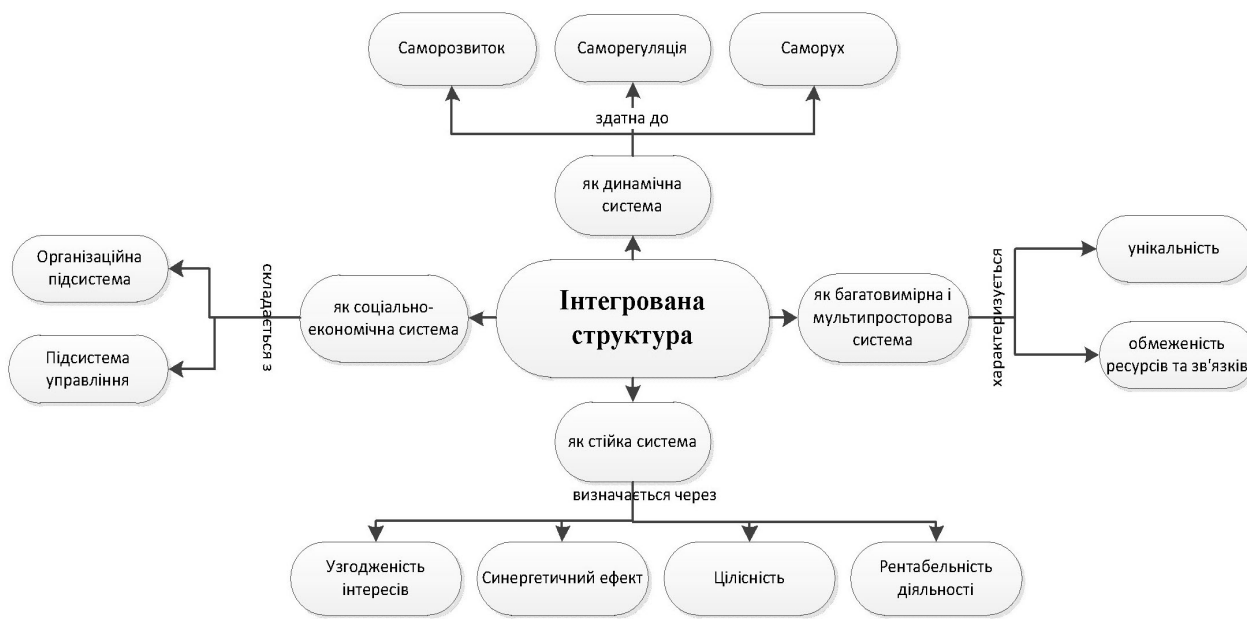 Саморозвиток
Саморегуляція
Саморух
здатна до
як динамічна
система
Організаційна
підсистема
Підсистема
управління
складається з
як соціально-
економічна система
Інтегрована
структура
як багатовимірна і
мультипросторова
система
характеризується
унікальність
обмеженість
ресурсів та зв'язків
як стійка система
визначається через
Узгодженість
інтересів
Синергетичний ефект
Цілісність
Рентабельність
діяльності